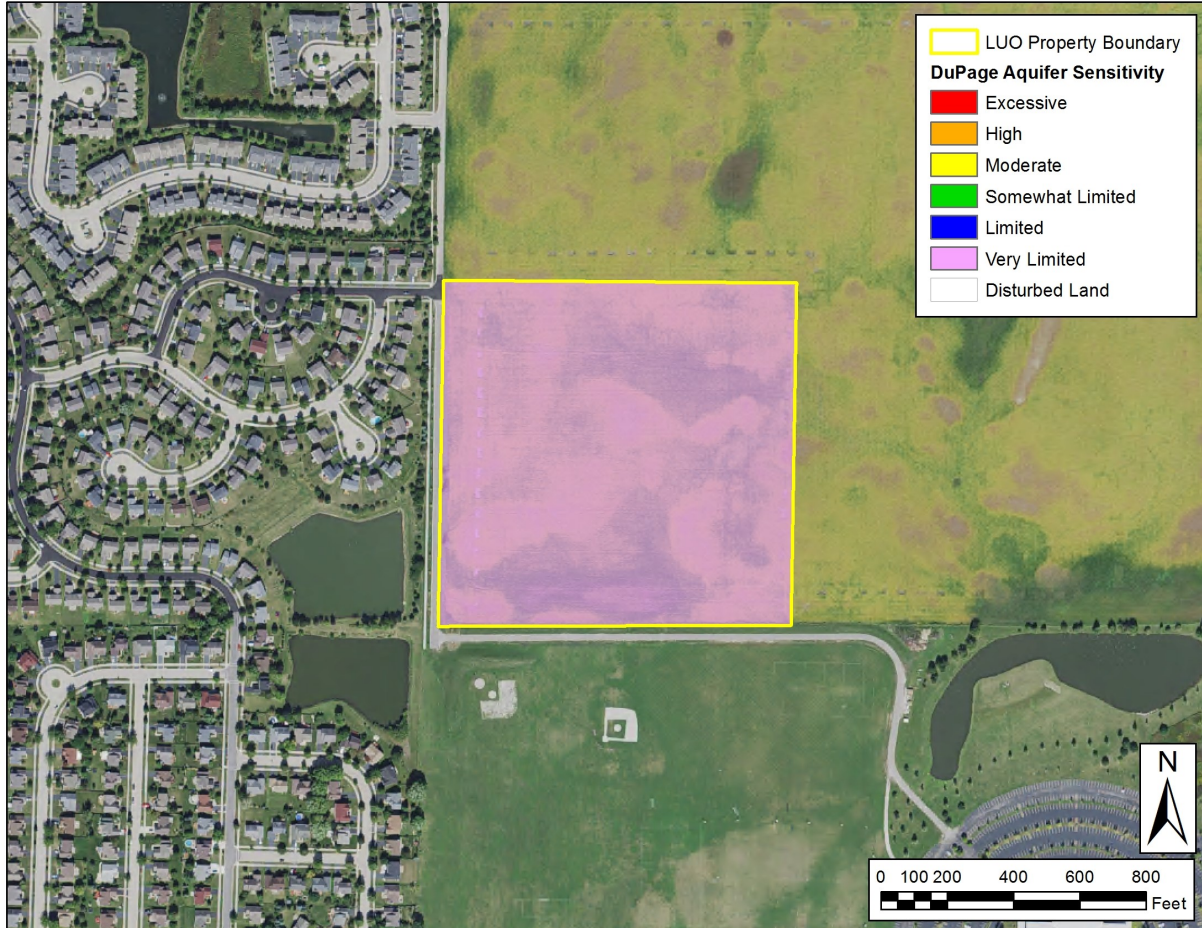 LUO Property Boundary
DuPage Aquifer Sensitivity
Excessive
High
Moderate
Somewhat Limited
Limited
Very Limited
Disturbed Land
N
0 100 200 400 600 800
Feet